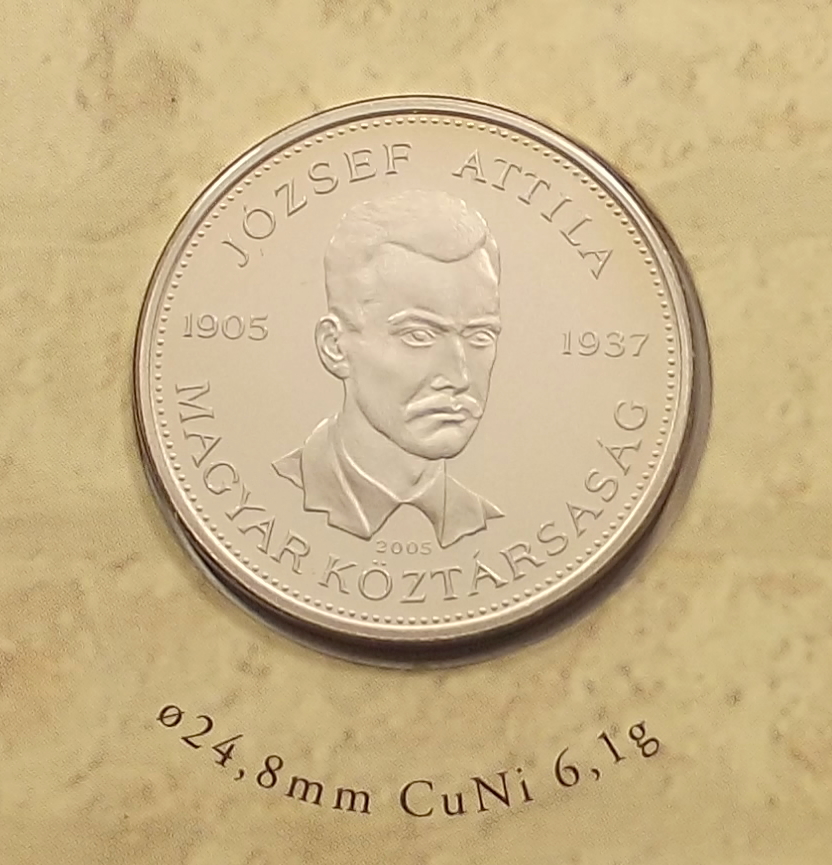 JÓZSEF ATTILA
1905
1937
2005
MAGYAR KÖZTÁRSASÁG
ø24,8mm CuNi 6,1g